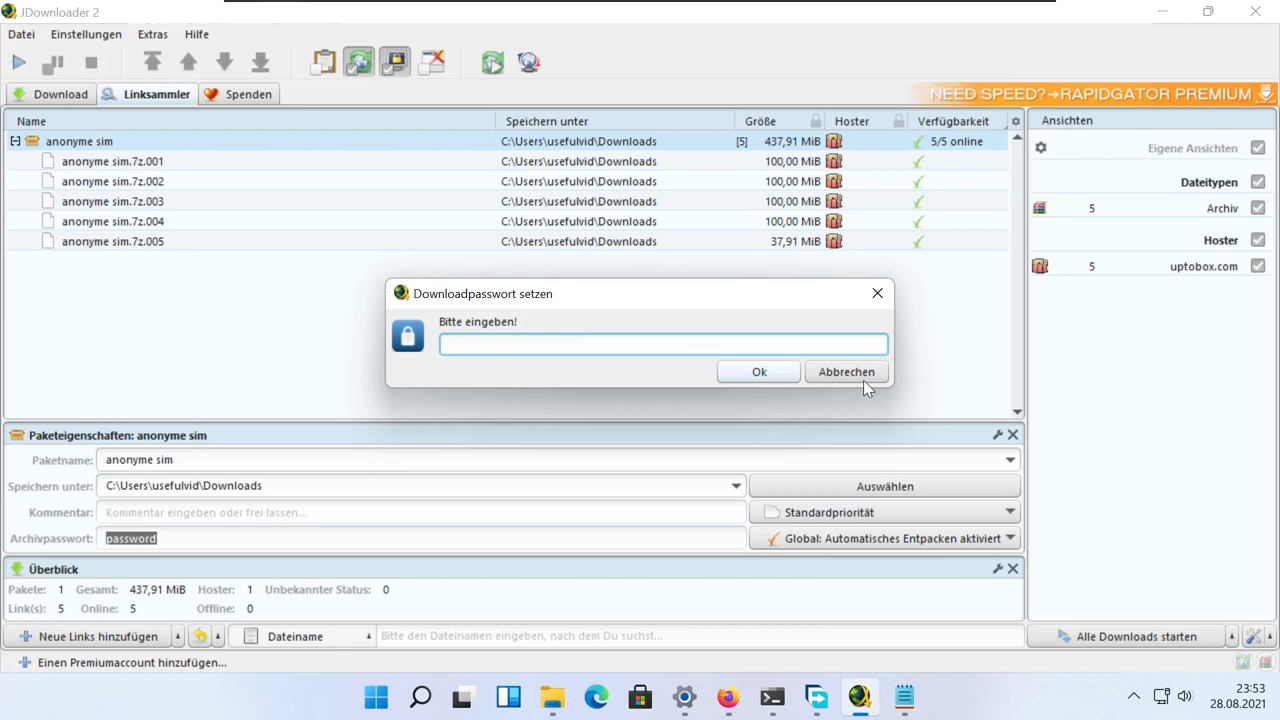 JDownloader 2
Datei Einstellungen Extras Hilfe
Download Linksammler Spenden NEED SPEED?→RAPIDGATOR PREMIUM
Name Speichern unter Größe Hoster Verfügbarkeit
anonyme sim C:\Users\usefulvid\Downloads [5] 437,91 MiB 5/5 online
anonyme sim.7z.001 C:\Users\usefulvid\Downloads 100,00 MiB
anonyme sim.7z.002 C:\Users\usefulvid\Downloads 100,00 MiB
anonyme sim.7z.003 C:\Users\usefulvid\Downloads 100,00 MiB
anonyme sim.7z.004 C:\Users\usefulvid\Downloads 100,00 MiB
anonyme sim.7z.005 C:\Users\usefulvid\Downloads 37,91 MiB
Ansichten
Eigene Ansichten
Dateitypen
5 Archiv
Hoster
5 uptobox.com
Downloadpasswort setzen
Bitte eingeben!
Ok Abbrechen
Paketeigenschaften: anonyme sim
Paketname: anonyme sim
Speichern unter: C:\Users\usefulvid\Downloads Auswählen
Kommentar: Kommentar eingeben oder frei lassen... Standardpriorität
Archivpasswort: password Global: Automatisches Entpacken aktiviert
Überblick
Pakete: 1 Gesamt: 437,91 MiB Hoster: 1 Unbekannter Status: 0
Link(s): 5 Online: 5 Offline: 0
Neue Links hinzufügen Dateiname Bitte den Dateinamen eingeben, nach dem Du suchst... Alle Downloads starten
Einen Premiumaccount hinzufügen...
23:53
28.08.2021